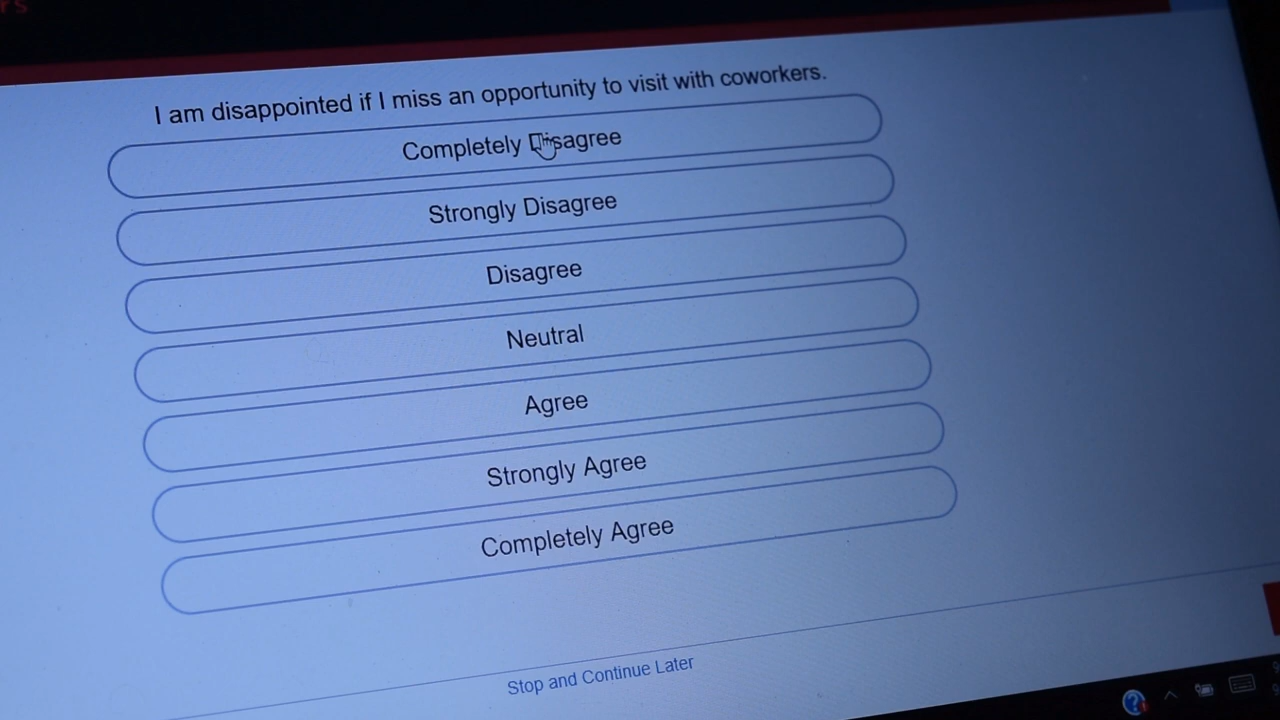 rs
I am disappointed if I miss an opportunity to visit with coworkers.
Completely Disagree
Strongly Disagree
Disagree
Neutral
Agree
Strongly Agree
Completely Agree
Stop and Continue Later